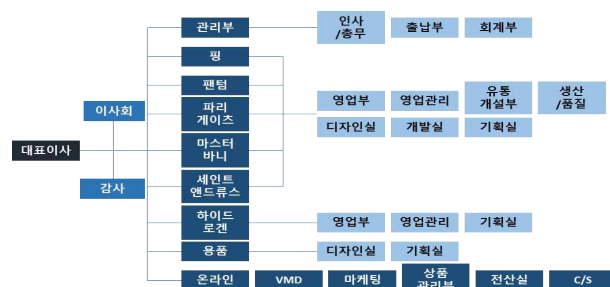 관리부
인사
/총무
출납부
회계부
핑
팬텀
이사회
파리
게이츠
영업부
영업관리
유통
개설부
생산
/품질
디자인실
개발실
기획실
대표이사
마스터
바니
감사
세인트
앤드류스
하이드
로겐
영업부
영업관리
기획실
용품
디자인실
기획실
온라인
VMD
마케팅
상품
관리부
전산실
C/S